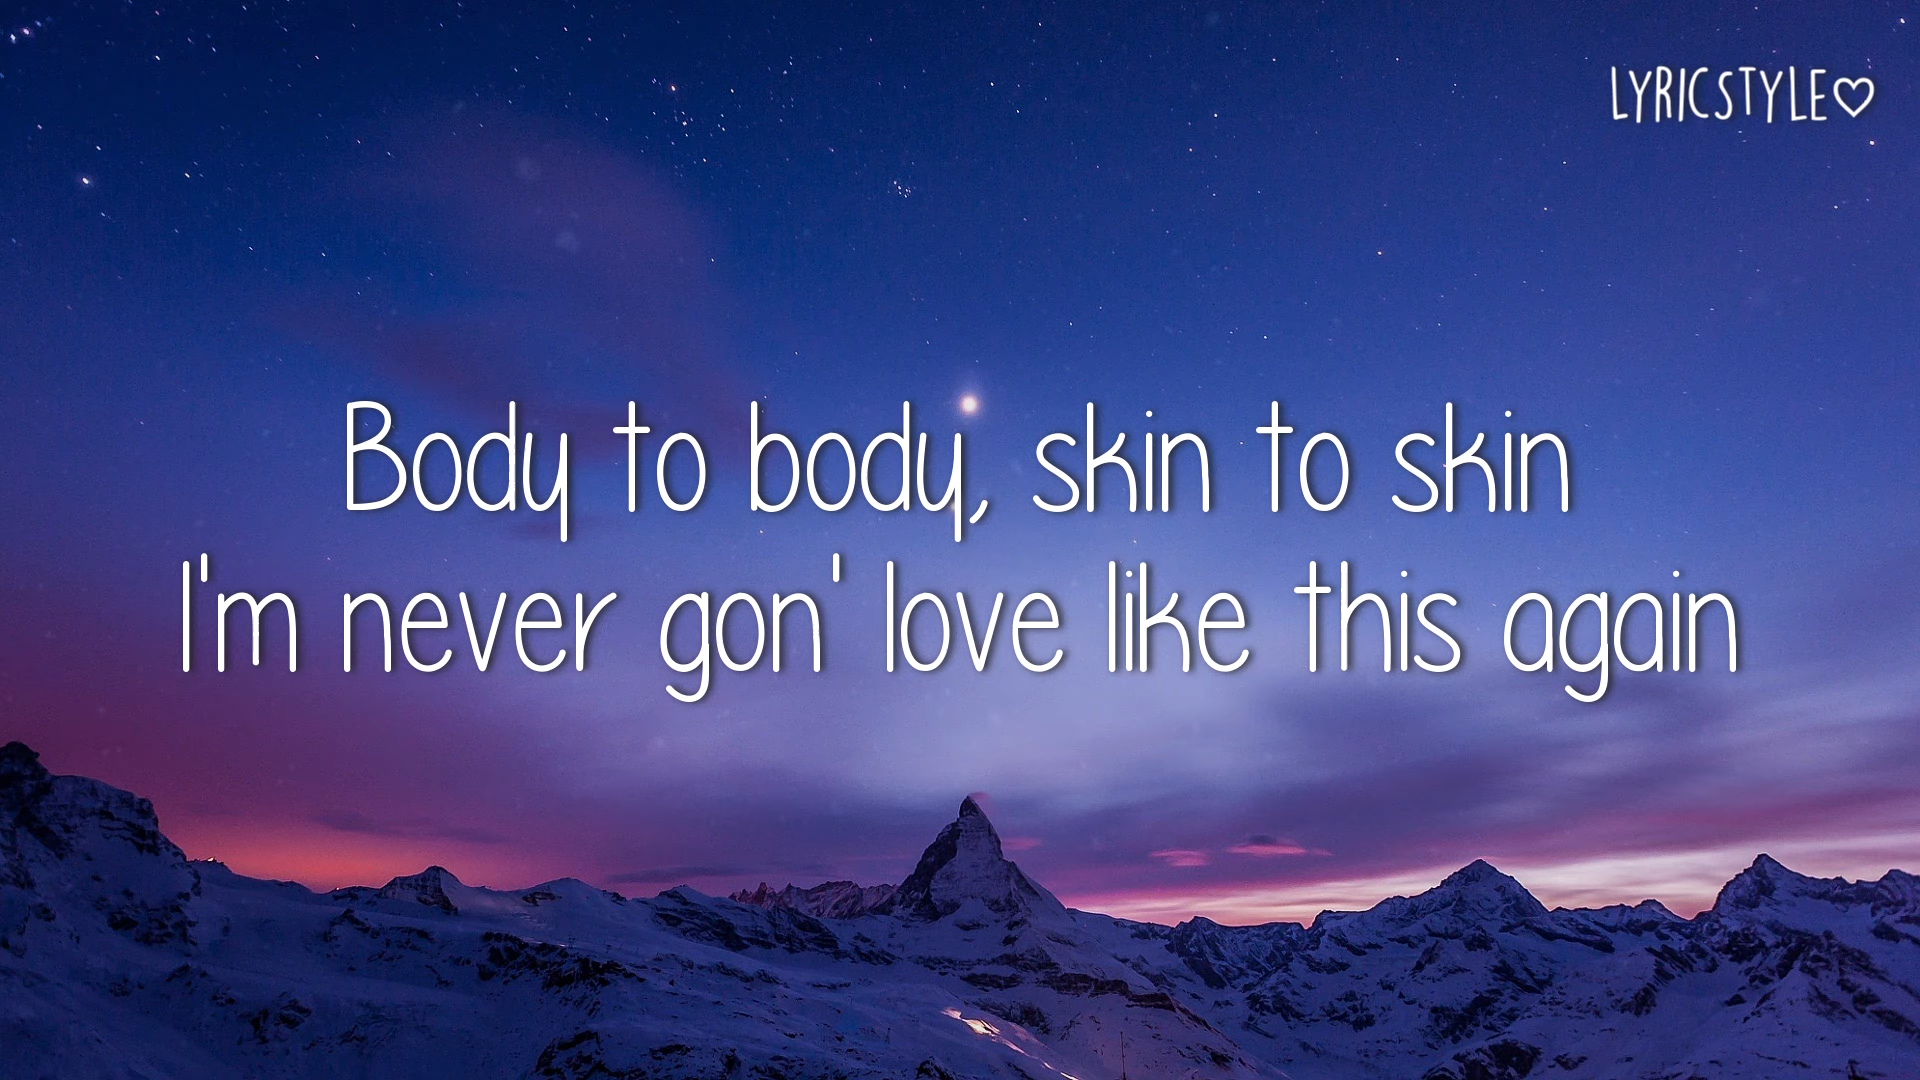 LYRICSTYLE♡
Body to body, skin to skin
I'm never gon' love like this again